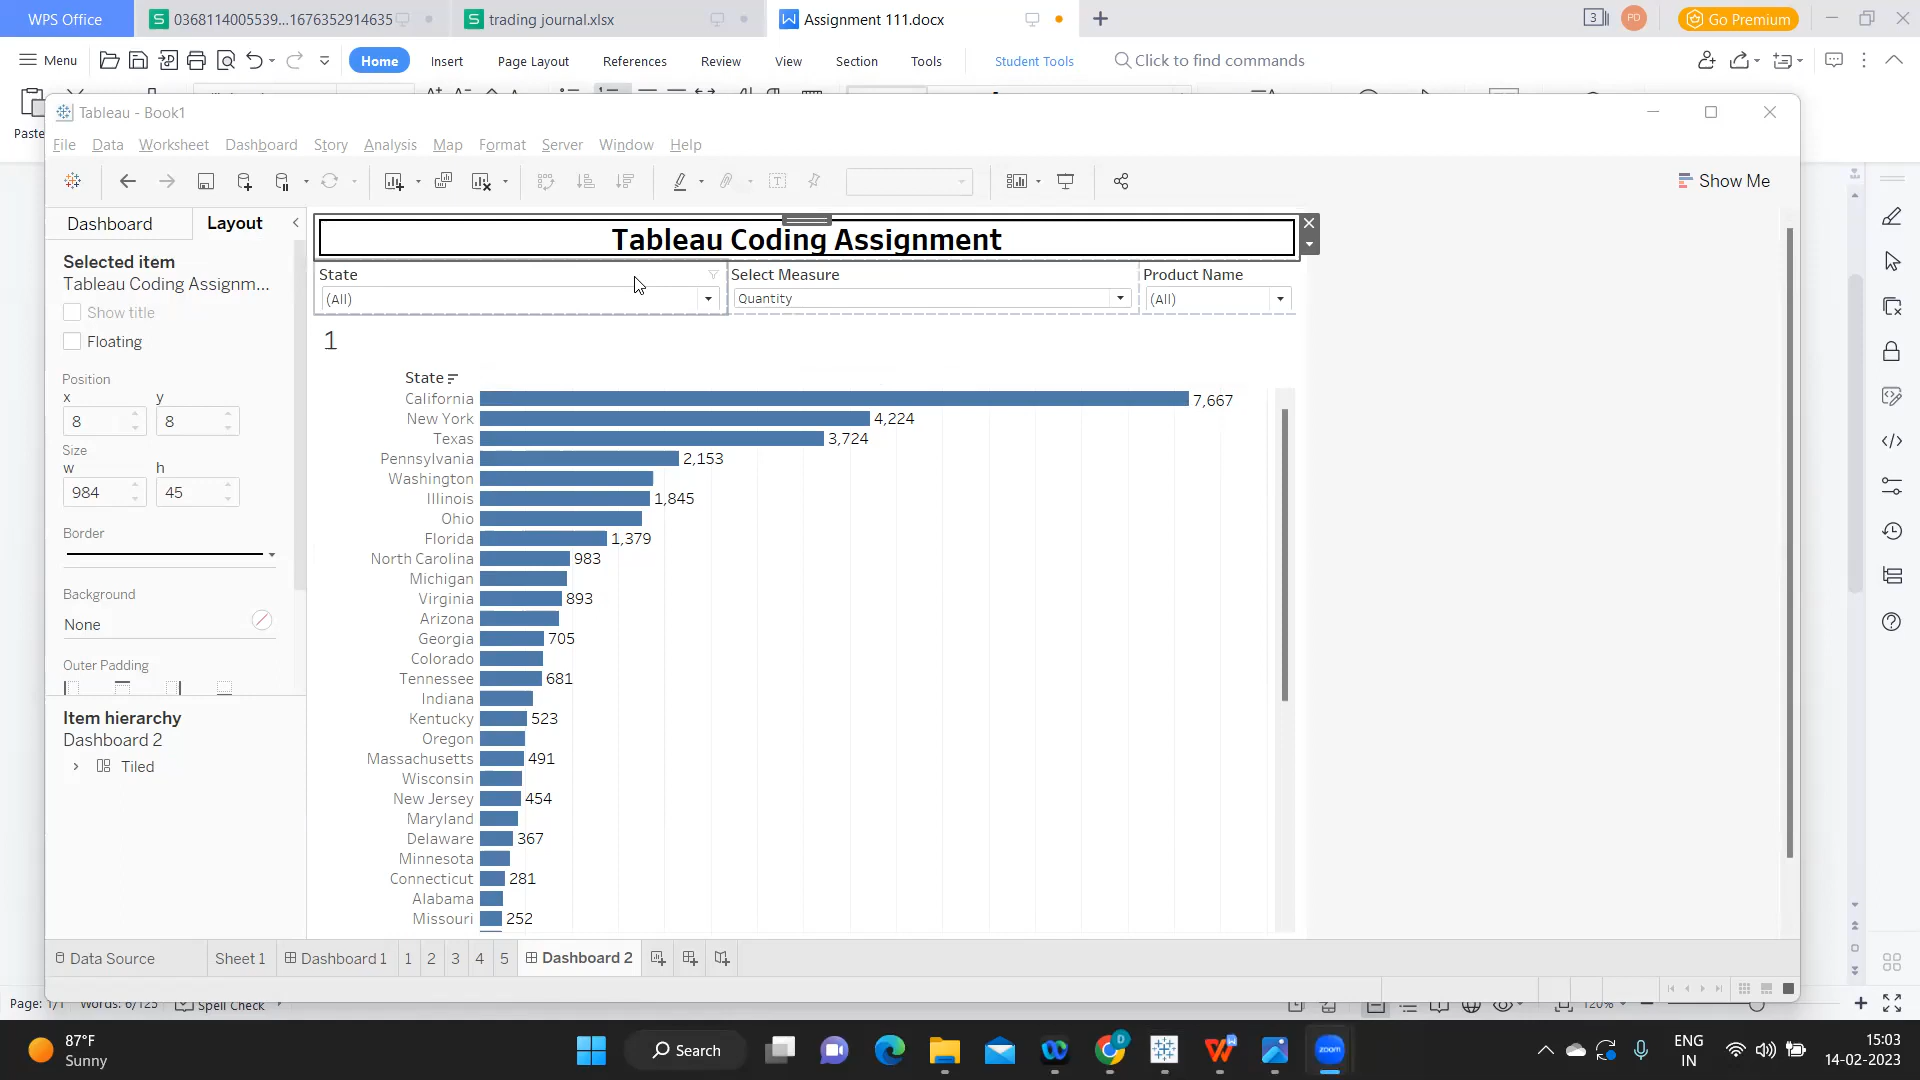 WPS Office
0368114005539...1676352914635
trading journal.xlsx
Assignment 111.docx
3
PD
Go Premium
Menu
Home
Insert
Page Layout
References
Review
View
Section
Tools
Student Tools
Click to find commands
Paste
Tableau - Book1
File
Data
Worksheet
Dashboard
Story
Analysis
Map
Format
Server
Window
Help
Show Me
Dashboard
Layout
Selected item
Tableau Coding Assignm...
Show title
Floating
Position
x
y
8
8
Size
w
h
984
45
Border
Background
None
Outer Padding
Item hierarchy
Dashboard 2
Tiled
Tableau Coding Assignment
State
Select Measure
Product Name
(All)
Quantity
(All)
1
State
California 7,667
New York 4,224
Texas 3,724
Pennsylvania 2,153
Washington
Illinois 1,845
Ohio
Florida 1,379
North Carolina 983
Michigan
Virginia 893
Arizona
Georgia 705
Colorado
Tennessee 681
Indiana
Kentucky 523
Oregon
Massachusetts 491
Wisconsin
New Jersey 454
Maryland
Delaware 367
Minnesota
Connecticut 281
Alabama
Missouri 252
Data Source
Sheet 1
Dashboard 1
1
2
3
4
5
Dashboard 2
Page: 1/1
Words: 6/125
Spell Check
120%
87°F
Sunny
Search
zoom
ENG
IN
15:03
14-02-2023